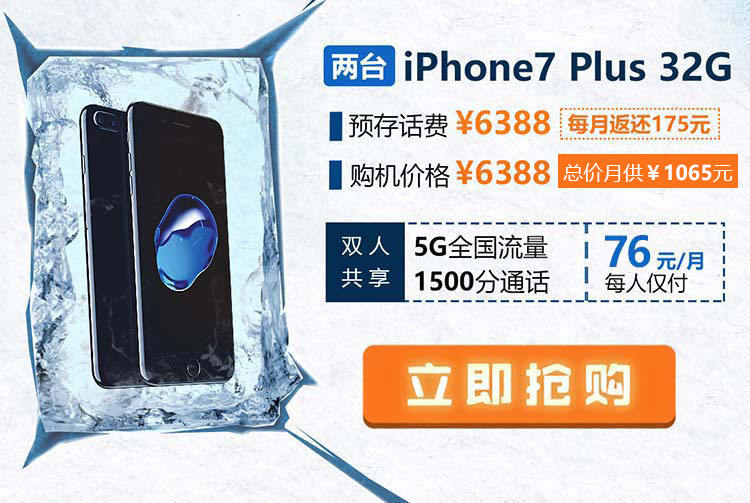 两台 iPhone7 Plus 32G
预存话费 ¥6388 每月返还175元
购机价格 ¥6388 总价月供¥1065元
双人 5G全国流量 76元/月
共享 1500分通话 每人仅付
立即抢购